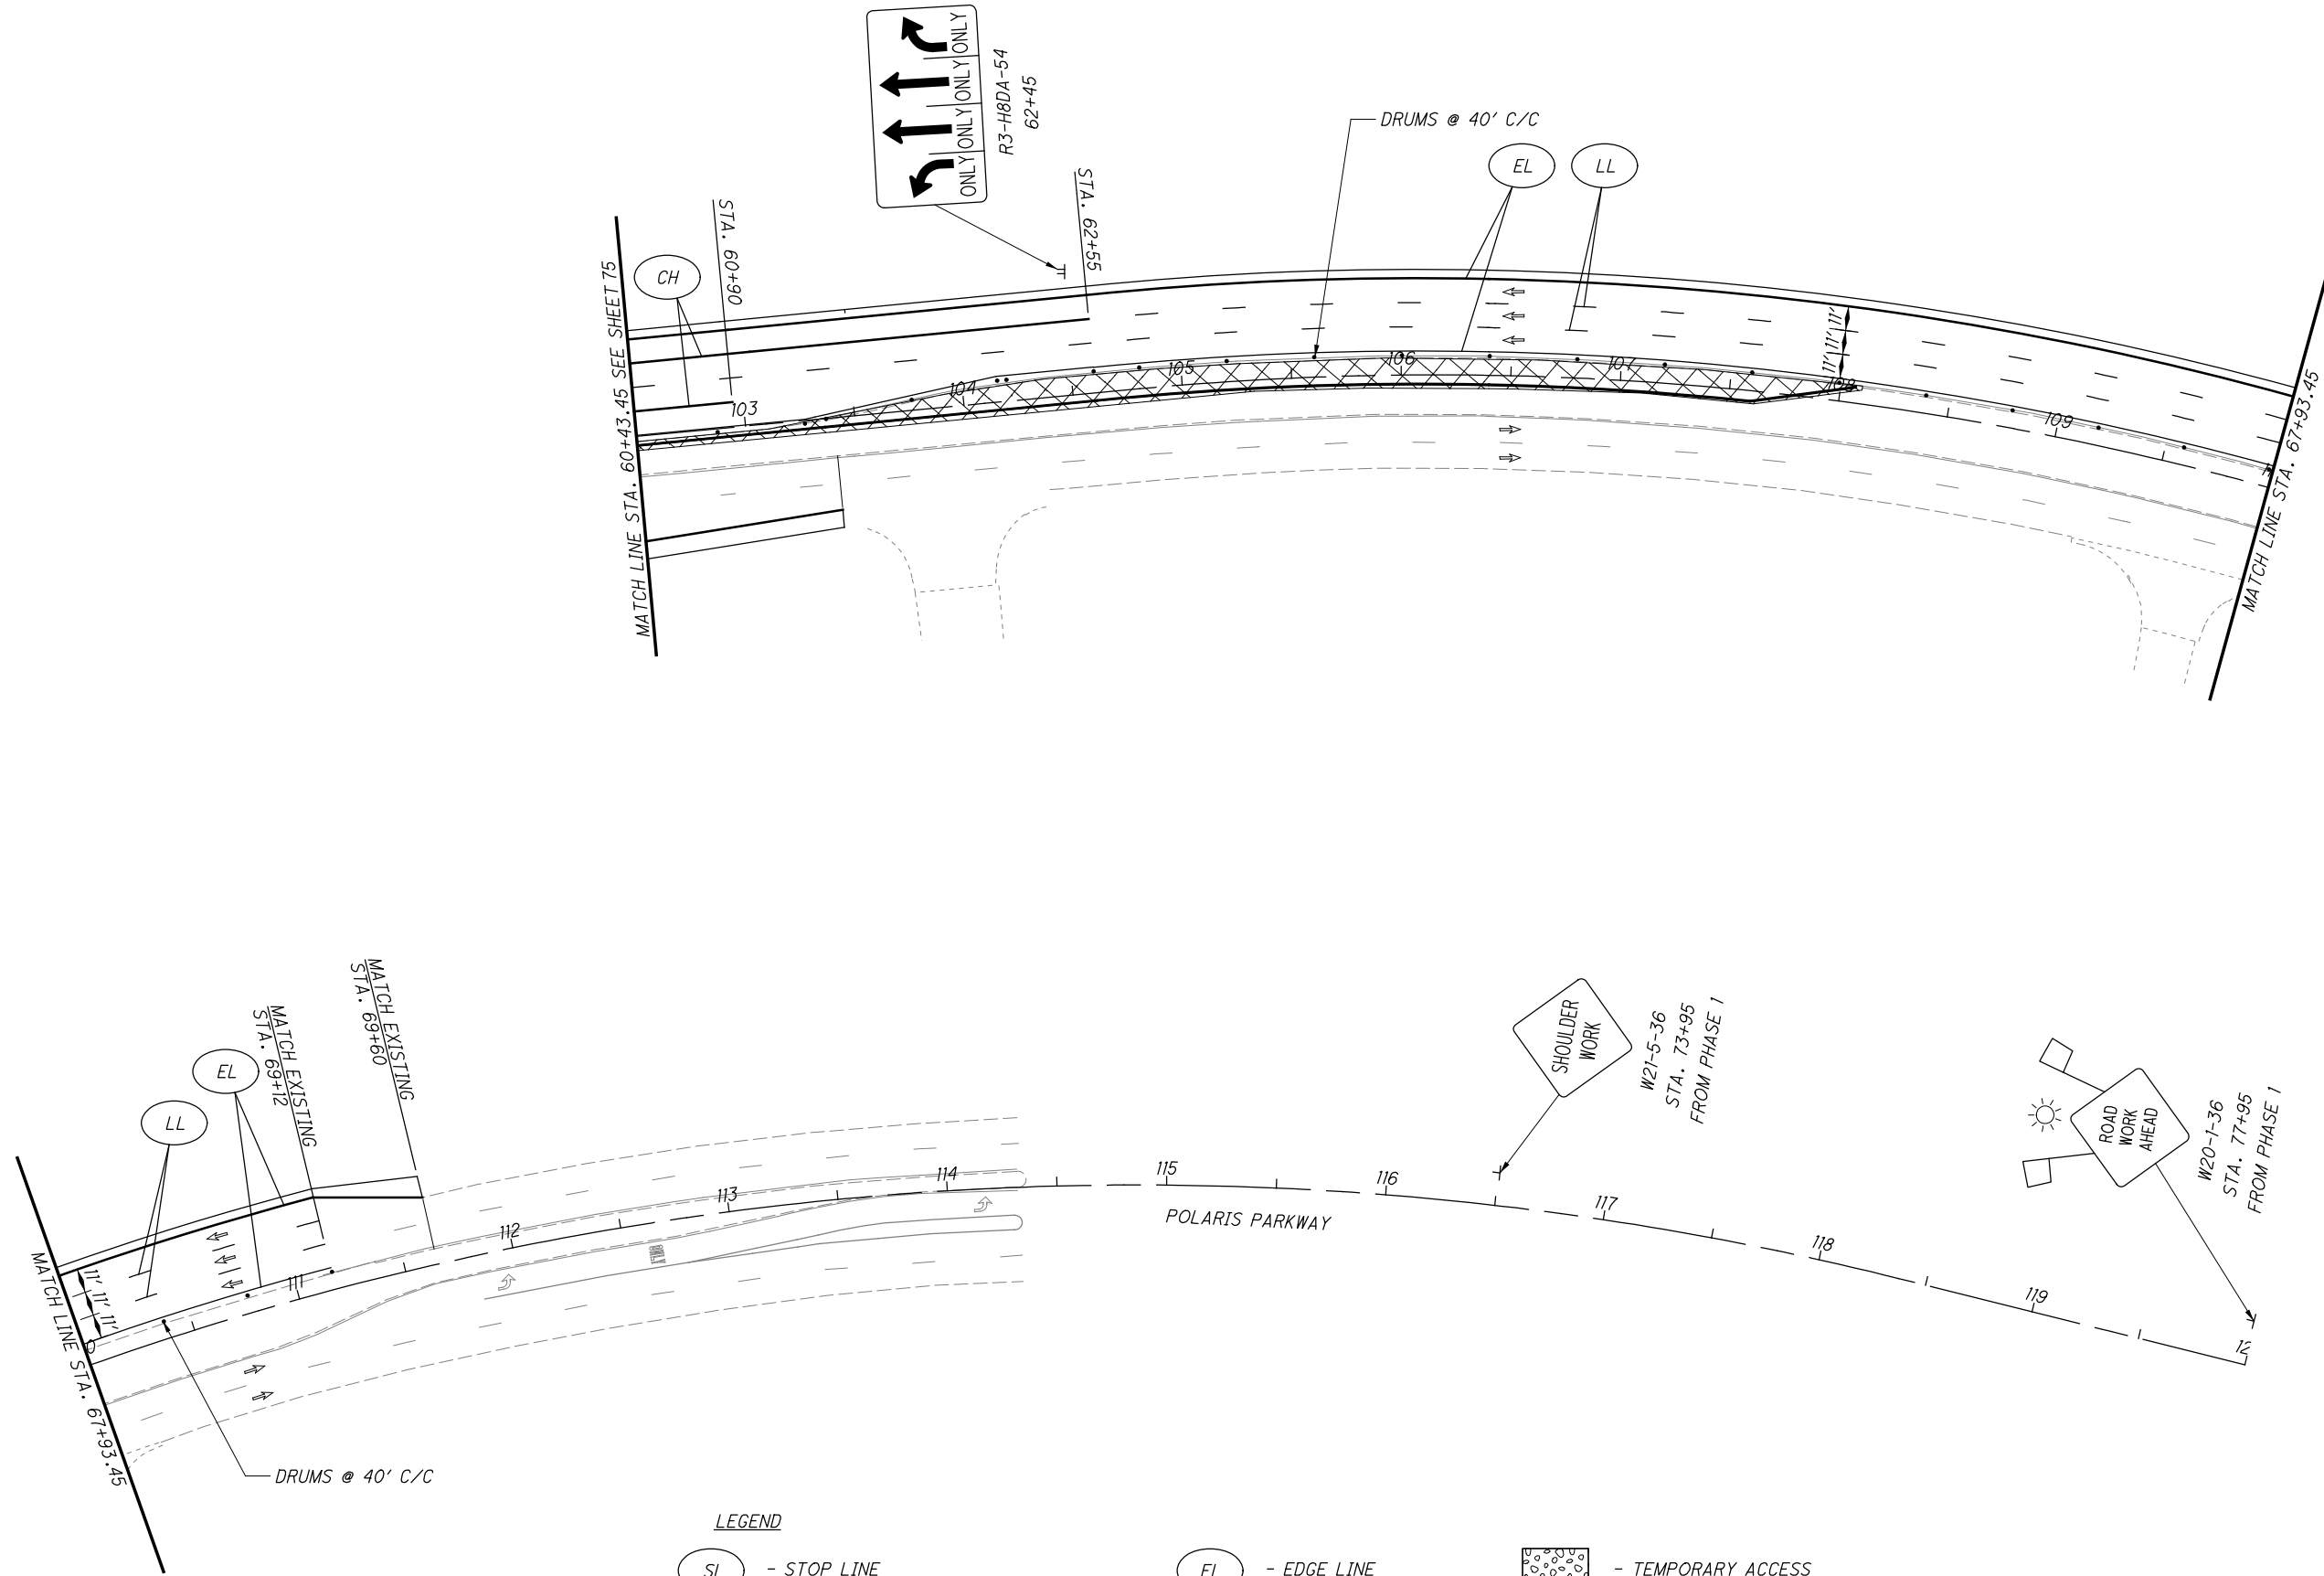 ONLY
ONLY
ONLY
ONLY
R3-H8DA-54
62+45
DRUMS @ 40' C/C
EL
LL
STA. 62+55
STA. 60+90
CH
MATCH LINE STA. 60+43.45 SEE SHEET 75
11' 11' 11'
103
104
105
106
107
108
109
MATCH LINE STA. 67+93.45
MATCH EXISTING
STA. 69+60
MATCH EXISTING
STA. 69+12
EL
LL
SHOULDER
WORK
W21-5-36
STA. 73+95
FROM PHASE 1
ROAD
WORK
AHEAD
W20-1-36
STA. 77+95
FROM PHASE 1
11' 11' 11'
0
111
112
113
114
115
116
117
118
119
12
ONLY
POLARIS PARKWAY
MATCH LINE STA. 67+93.45
DRUMS @ 40' C/C
LEGEND
SL - STOP LINE
EL - EDGE LINE
- TEMPORARY ACCESS